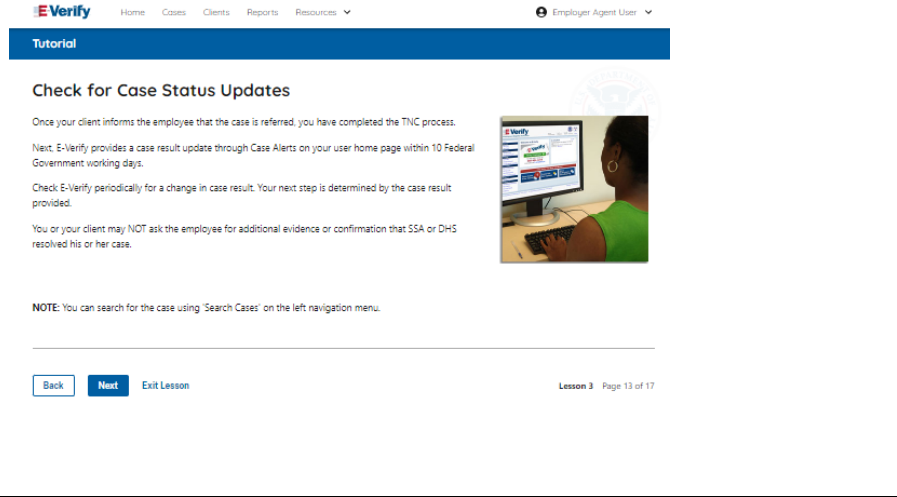 E-Verify Home Cases Clients Reports Resources Employer Agent User
Tutorial
Check for Case Status Updates
Once your client informs the employee that the case is referred, you have completed the TNC process.
Next, E-Verify provides a case result update through Case Alerts on your user home page within 10 Federal
Government working days.
Check E-Verify periodically for a change in case result. Your next step is determined by the case result
provided.
You or your client may NOT ask the employee for additional evidence or confirmation that SSA or DHS
resolved his or her case.
E-Verify
NOTE: You can search for the case using 'Search Cases' on the left navigation menu.
Back Next Exit Lesson Lesson 3 Page 13 of 17